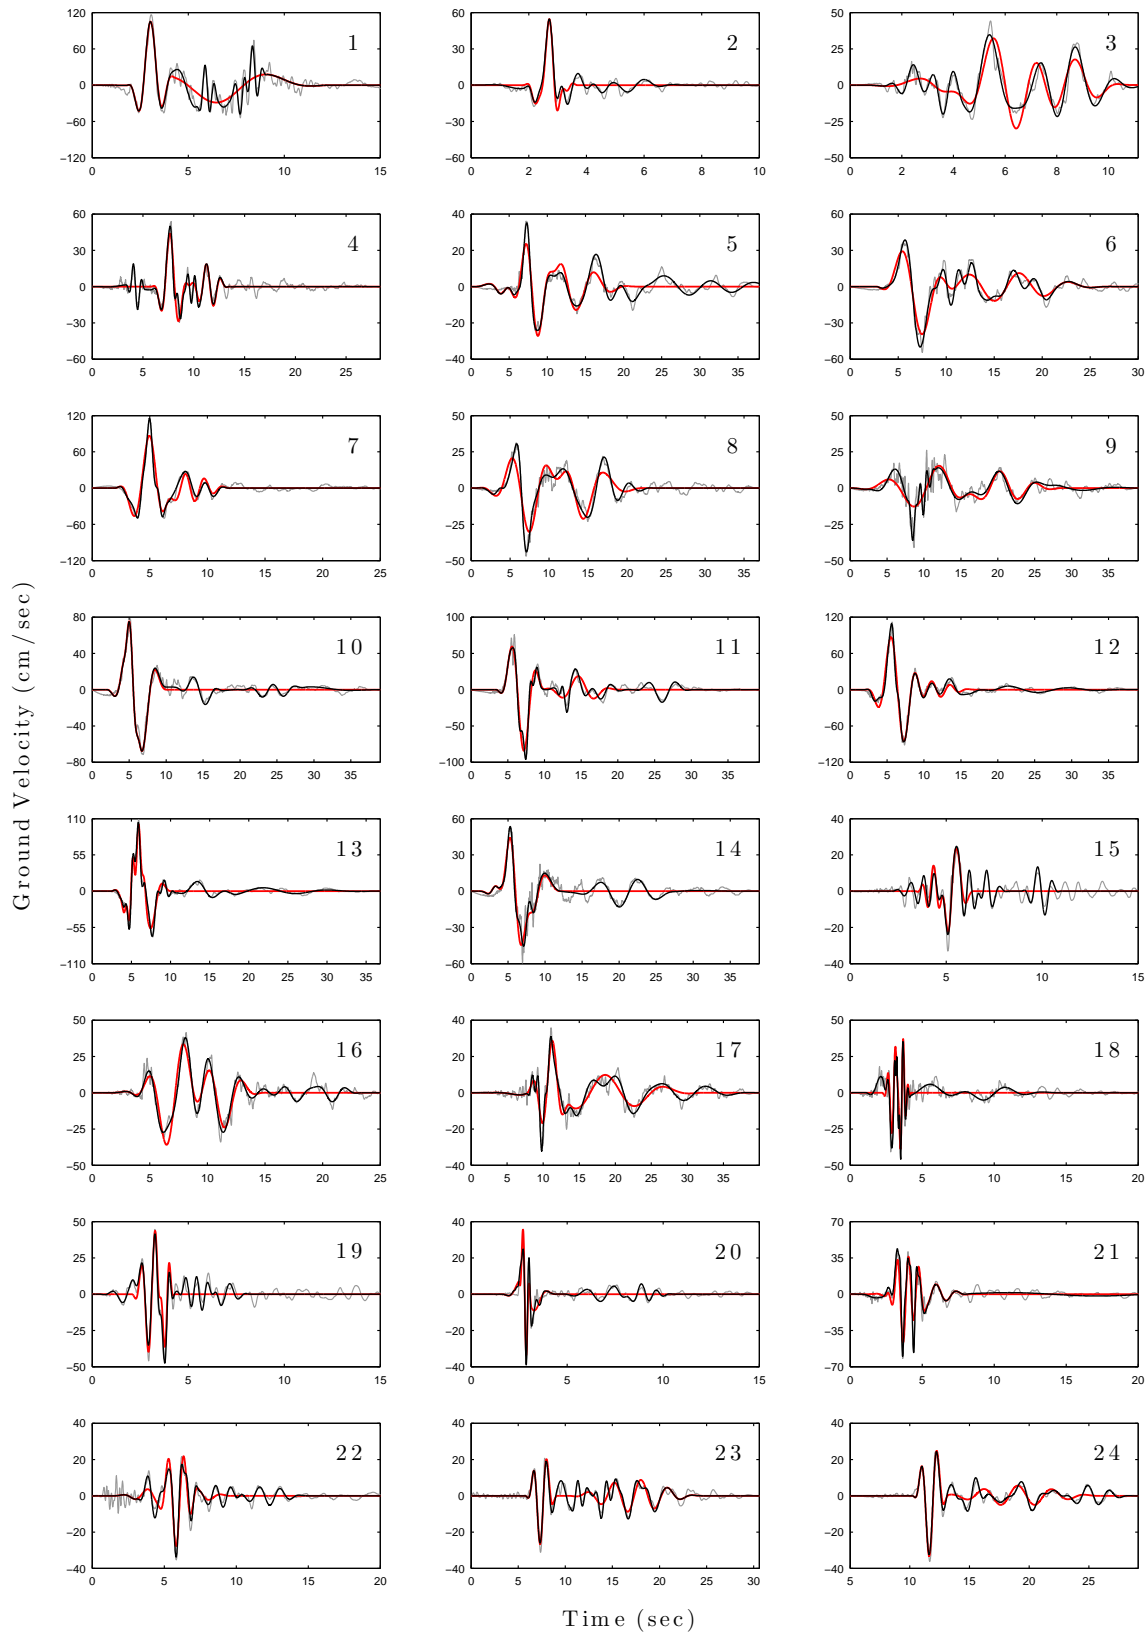 120 60 0 −60 −120 0 5 10 15 1
60 30 0 −30 −60 0 2 4 6 8 10 2
50 25 0 −25 −50 0 2 4 6 8 10 3
60 30 0 −30 −60 0 5 10 15 20 25 4
40 20 0 −20 −40 0 5 10 15 20 25 30 35 5
60 30 0 −30 −60 0 5 10 15 20 25 30 6
120 60 0 −60 −120 0 5 10 15 20 25 7
50 25 0 −25 −50 0 5 10 15 20 25 30 35 8
50 25 0 −25 −50 0 5 10 15 20 25 30 35 9
Ground Velocity (cm/sec)
80 40 0 −40 −80 0 5 10 15 20 25 30 35 10
100 50 0 −50 −100 0 5 10 15 20 25 30 35 11
120 60 0 −60 −120 0 5 10 15 20 25 30 35 12
110 55 0 −55 −110 0 5 10 15 20 25 30 35 13
60 30 0 −30 −60 0 5 10 15 20 25 30 35 14
40 20 0 −20 −40 0 5 10 15 15
50 25 0 −25 −50 0 5 10 15 20 25 16
40 20 0 −20 −40 0 5 10 15 20 25 30 35 17
50 25 0 −25 −50 0 5 10 15 20 18
50 25 0 −25 −50 0 5 10 15 20 19
40 20 0 −20 −40 0 5 10 15 20
70 35 0 −35 −70 0 5 10 15 20 21
40 20 0 −20 −40 0 5 10 15 20 22
40 20 0 −20 −40 0 5 10 15 20 25 30 23
40 20 0 −20 −40 5 10 15 20 25 24
Time (sec)